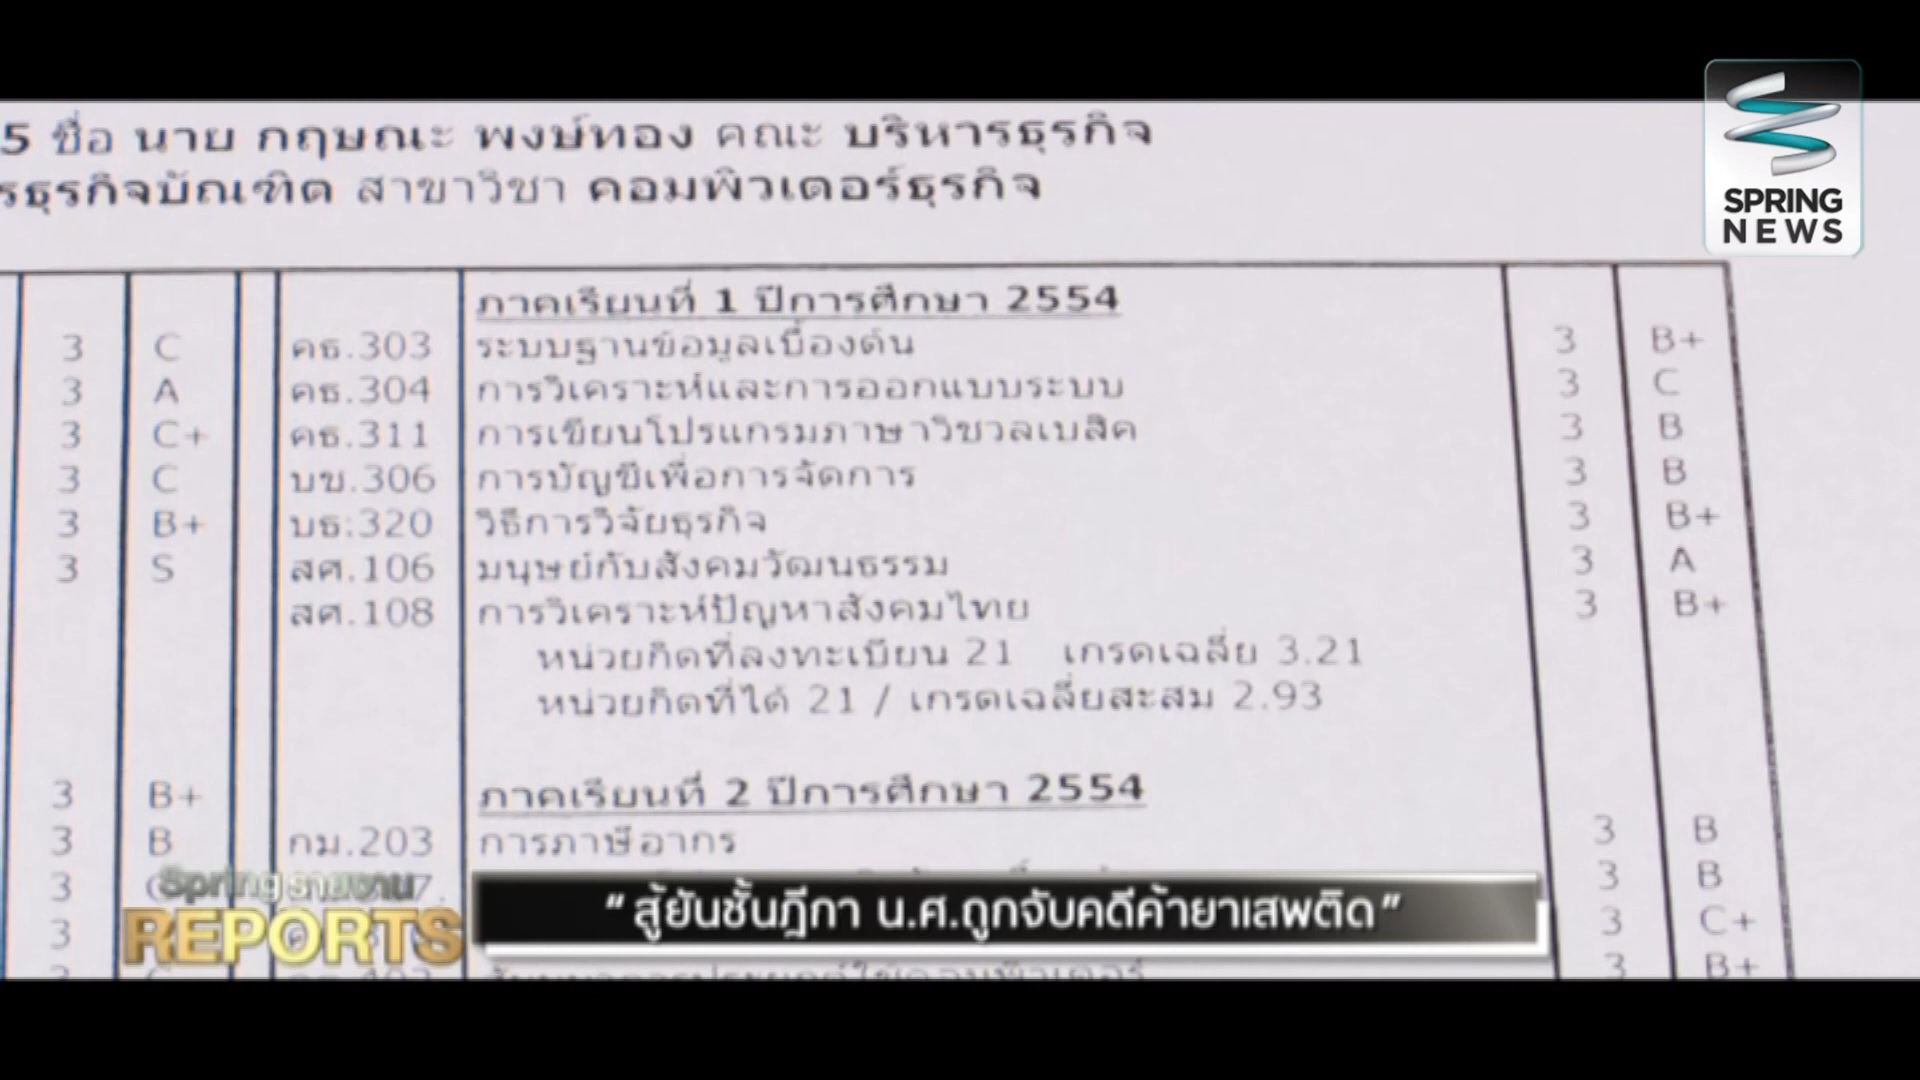 SPRING
NEWS
5 ชื่อ นาย กฤษณะ พงษ์ทอง คณะ บริหารธุรกิจ
รธุรกิจบัณฑิต สาขาวิชา คอมพิวเตอร์ธุรกิจ
ภาคเรียนที่ 1 ปีการศึกษา 2554
3 C คธ.303 ระบบฐานข้อมูลเบื้องต้น 3 B+
3 A คธ.304 การวิเคราะห์และการออกแบบระบบ 3 C
3 C+ คธ.311 การเขียนโปรแกรมภาษาวิชวลเบสิค 3 B
3 C บช.306 การบัญชีเพื่อการจัดการ 3 B
3 B+ บธ.320 วิธีการวิจัยธุรกิจ 3 B+
3 S สศ.106 มนุษย์กับสังคมวัฒนธรรม 3 A
สศ.108 การวิเคราะห์ปัญหาสังคมไทย 3 B+
หน่วยกิตที่ลงทะเบียน 21 เกรดเฉลี่ย 3.21
หน่วยกิตที่ได้ 21 / เกรดเฉลี่ยสะสม 2.93
3 B+ ภาคเรียนที่ 2 ปีการศึกษา 2554
3 B กม.203 การภาษีอากร 3 B
3 3 B
3 3 C+
3 B+
Spring รายงาน
REPORTS
“ สู้ยันชั้นฎีกา น.ศ.ถูกจับคดีค้ายาเสพติด”